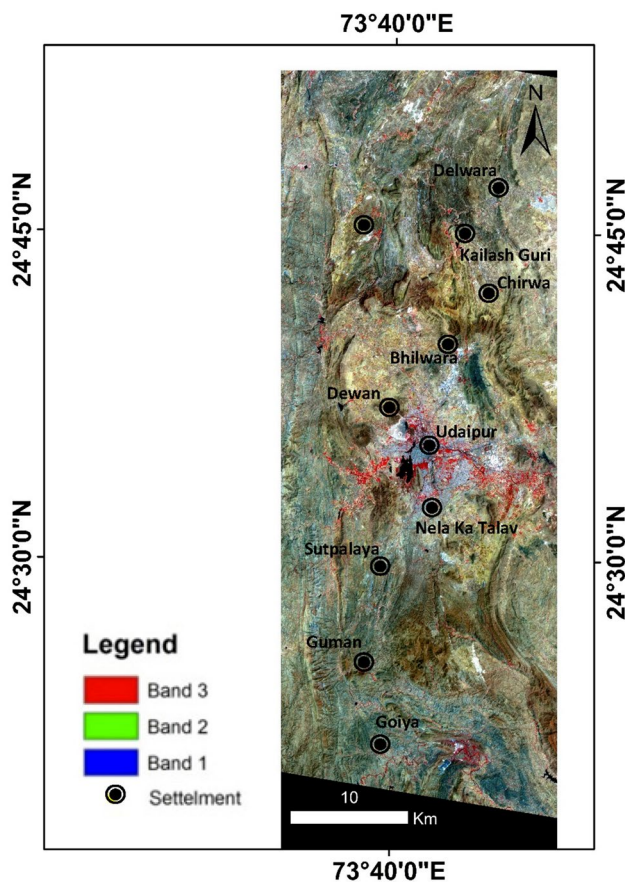 73°40'0"E
N
Delwara
24°45'0"N
24°45'0"N
Kailash Guri
Chirwa
Bhilwara
Dewan
Udaipur
Nela Ka Talav
Sutpalaya
24°30'0"N
24°30'0"N
Guman
Goiya
Legend
Band 3
Band 2
Band 1
Settelment
10
Km
73°40'0"E